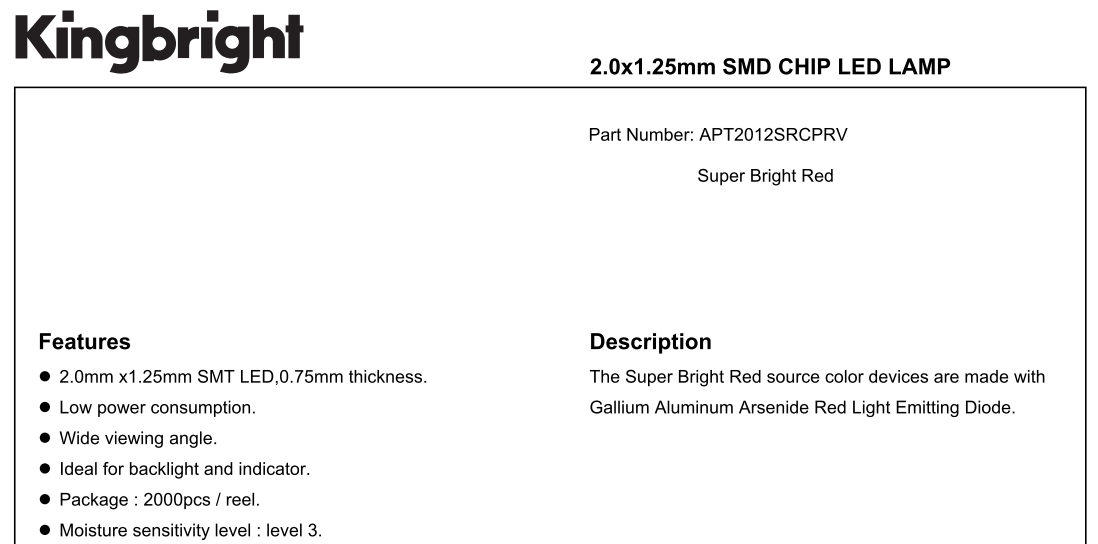 Kingbright
2.0x1.25mm SMD CHIP LED LAMP
Part Number: APT2012SRCPRV
Super Bright Red
Features
● 2.0mm x1.25mm SMT LED,0.75mm thickness.
● Low power consumption.
● Wide viewing angle.
● Ideal for backlight and indicator.
● Package : 2000pcs / reel.
● Moisture sensitivity level : level 3.
Description
The Super Bright Red source color devices are made with
Gallium Aluminum Arsenide Red Light Emitting Diode.